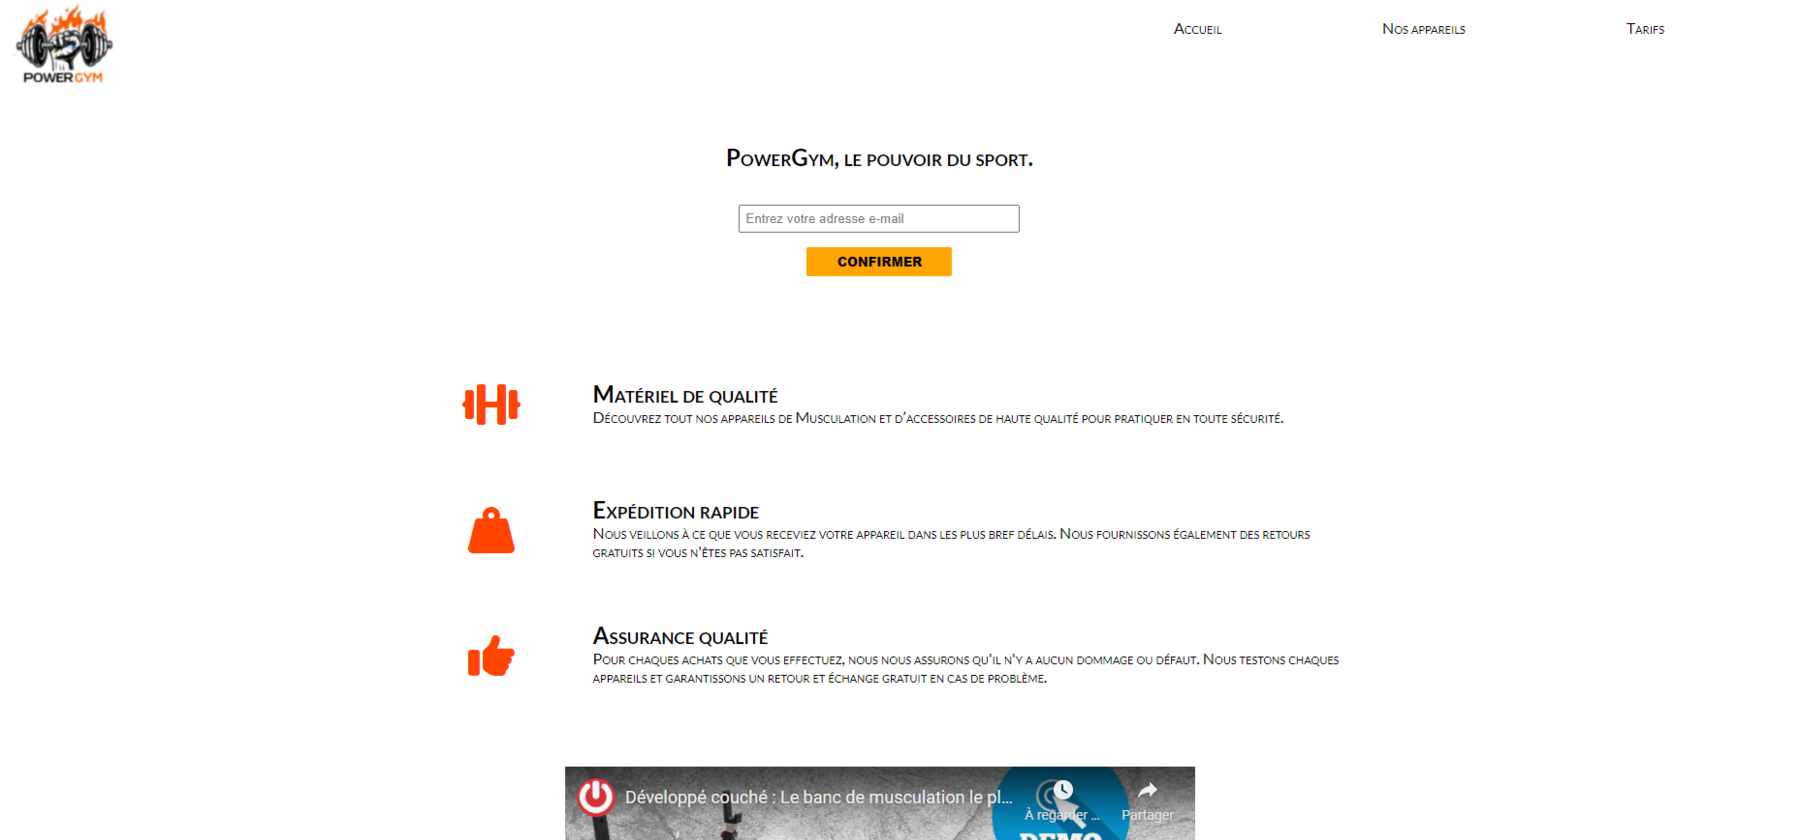 POWERGYM
Accueil
Nos appareils
Tarifs
PowerGym, le pouvoir du sport.
Entrez votre adresse e-mail
CONFIRMER
Matériel de qualité
Découvrez tout nos appareils de Musculation et d'accessoires de haute qualité pour pratiquer en toute sécurité.
Expédition rapide
Nous veillons à ce que vous receviez votre appareil dans les plus bref délais. Nous fournissons également des retours
gratuits si vous n'êtes pas satisfait.
Assurance qualité
Pour chaques achats que vous effectuez, nous nous assurons qu'il n'y a aucun dommage ou défaut. Nous testons chaques
appareils et garantissons un retour et échange gratuit en cas de problème.
Développé couché : Le banc de musculation le pl...
À regarder ...
Partager
DEMO